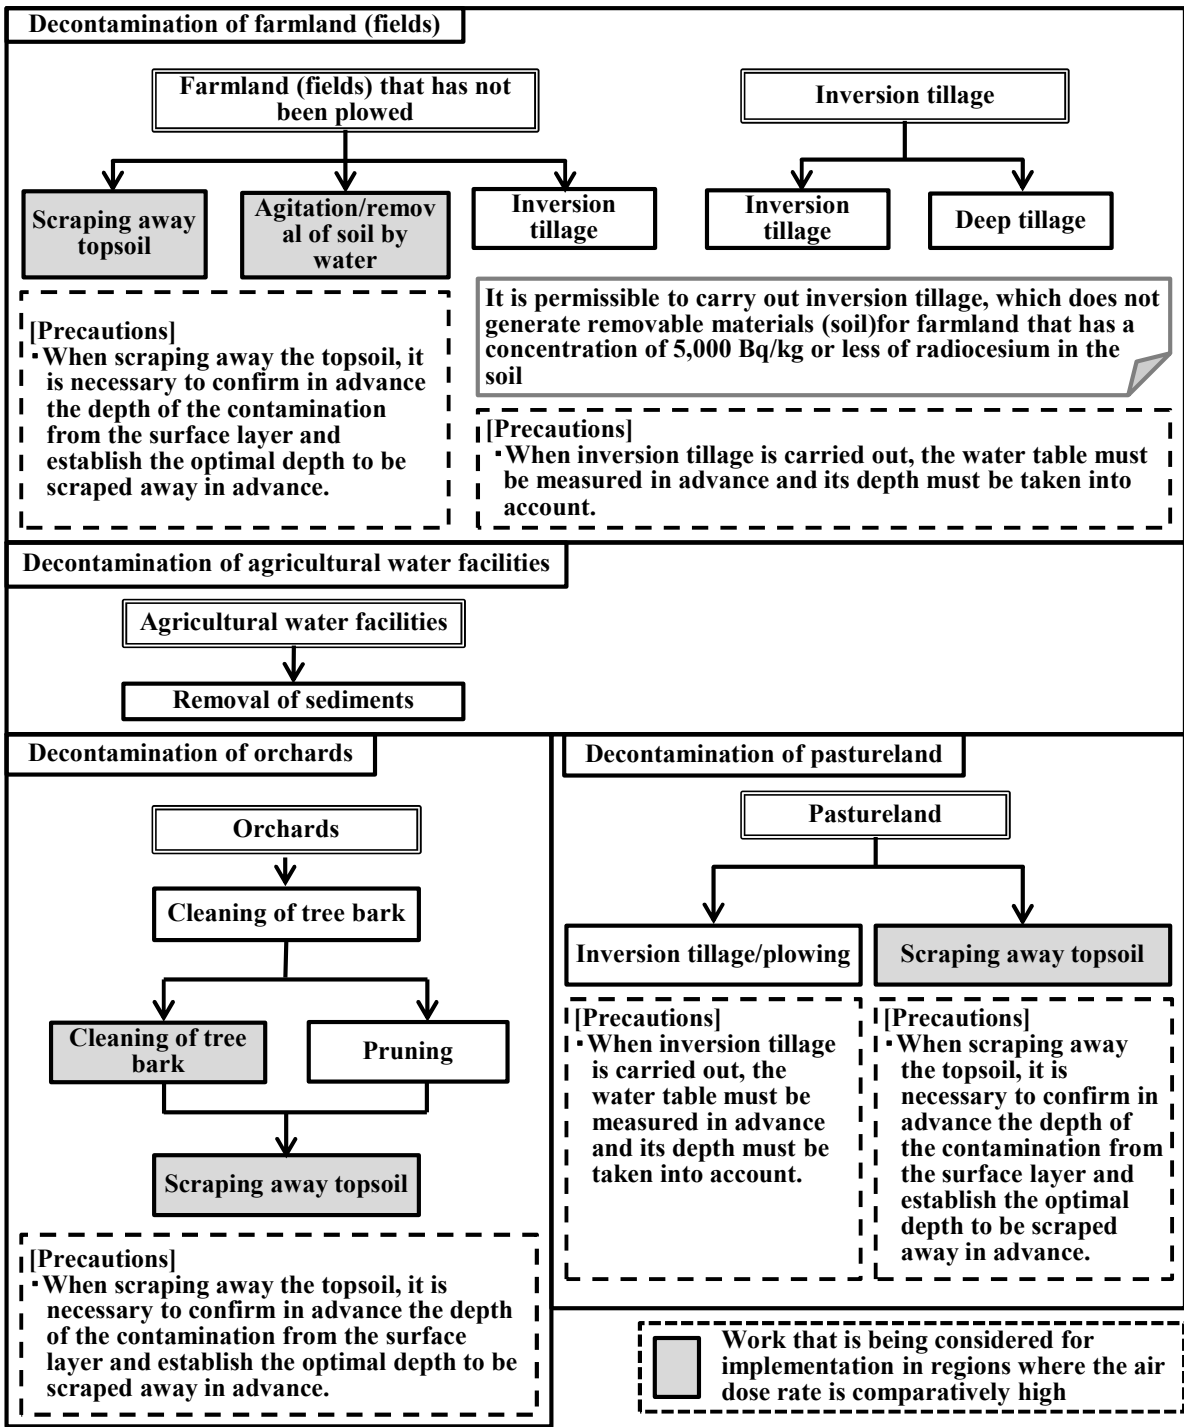 Decontamination of farmland (fields)
Farmland (fields) that has not
been plowed
Inversion tillage
Scraping away
topsoil
Agitation/remov
al of soil by
water
Inversion
tillage
Inversion
tillage
Deep tillage
[Precautions]
・When scraping away the topsoil, it
is necessary to confirm in advance
the depth of the contamination
from the surface layer and
establish the optimal depth to be
scraped away in advance.
It is permissible to carry out inversion tillage, which does not
generate removable materials (soil)for farmland that has a
concentration of 5,000 Bq/kg or less of radiocesium in the
soil
[Precautions]
・When inversion tillage is carried out, the water table must
be measured in advance and its depth must be taken into
account.
Decontamination of agricultural water facilities
Agricultural water facilities
Removal of sediments
Decontamination of orchards
Orchards
Cleaning of tree bark
Cleaning of tree
bark
Pruning
Scraping away topsoil
[Precautions]
・When scraping away the topsoil, it is
necessary to confirm in advance the depth
of the contamination from the surface
layer and establish the optimal depth to be
scraped away in advance.
Decontamination of pastureland
Pastureland
Inversion tillage/plowing
Scraping away topsoil
[Precautions]
・When inversion tillage
is carried out, the
water table must be
measured in advance
and its depth must be
taken into account.
[Precautions]
・When scraping away
the topsoil, it is
necessary to confirm in
advance the depth of
the contamination from
the surface layer and
establish the optimal
depth to be scraped
away in advance.
Work that is being considered for
implementation in regions where the air
dose rate is comparatively high